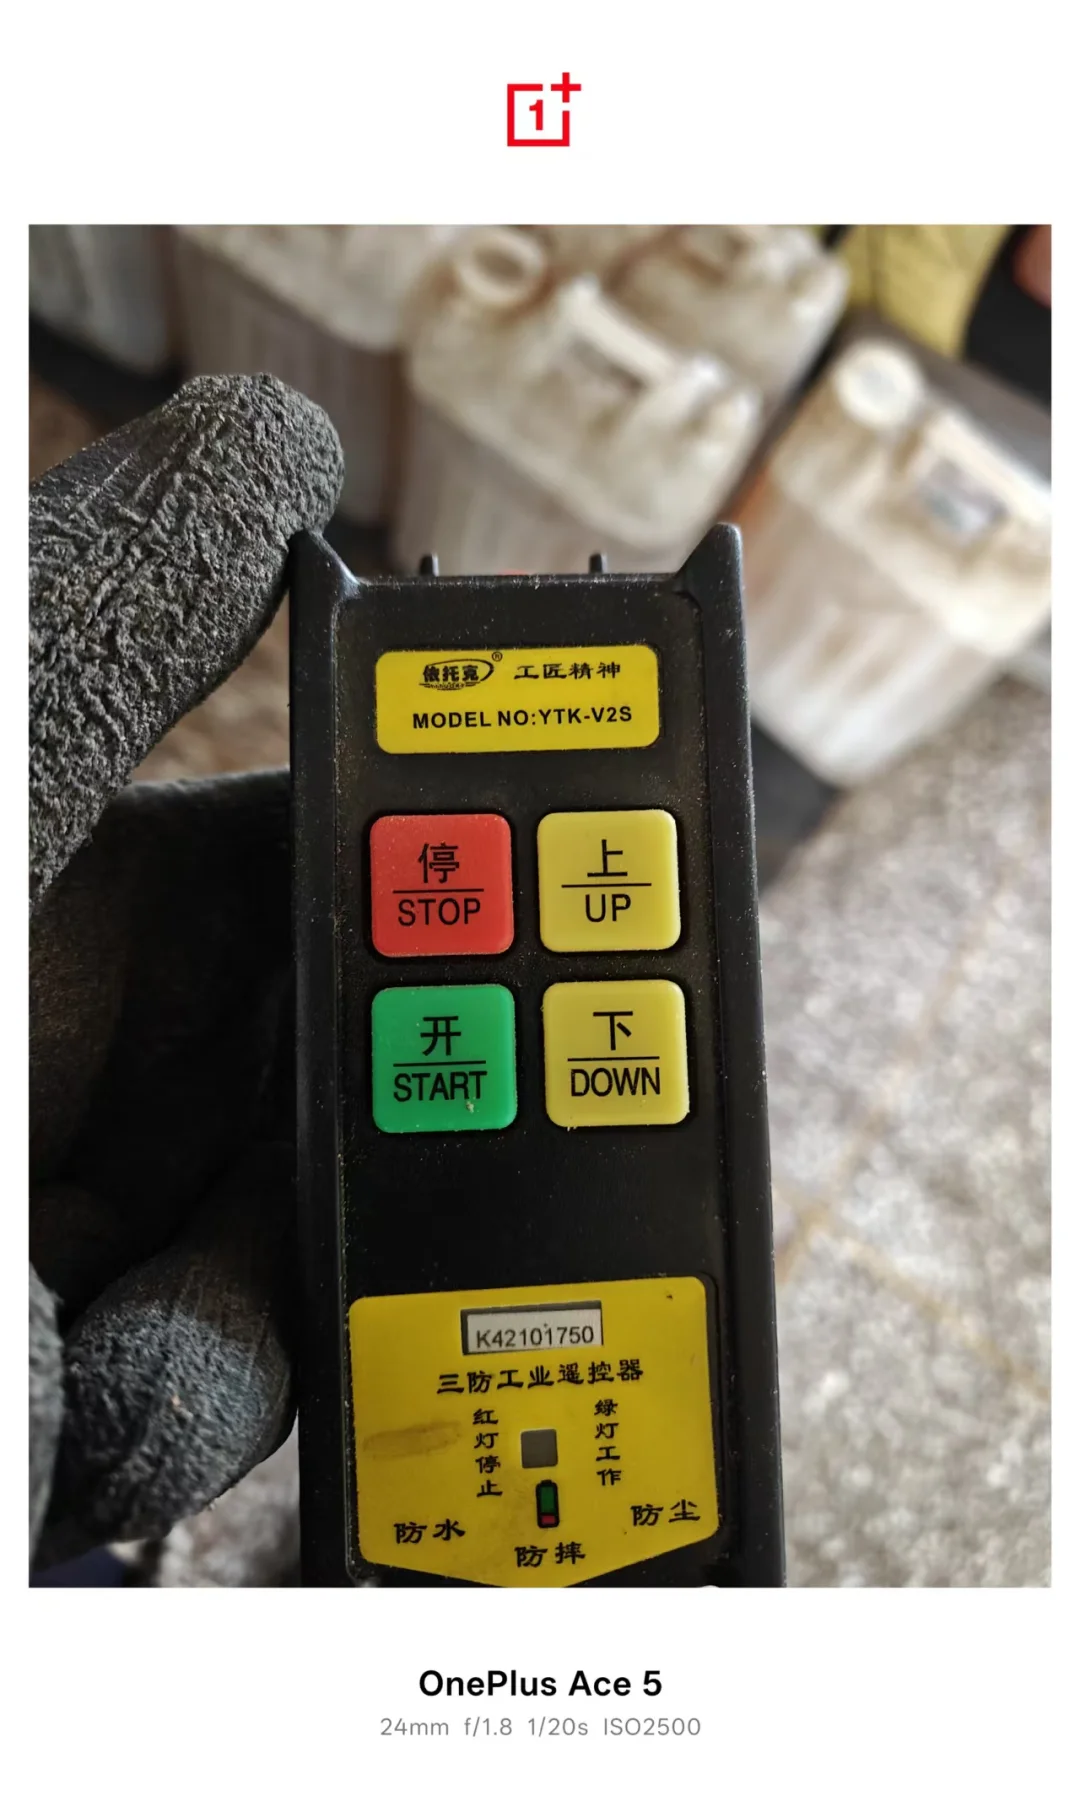 1+
依托克® 工匠精神
MODEL NO:YTK-V2S
停
STOP
上
UP
开
START
下
DOWN
K42101750
三防工业遥控器
红灯停止
绿灯工作
防水
防摔
防尘
OnePlus Ace 5
24mm f/1.8 1/20s ISO2500